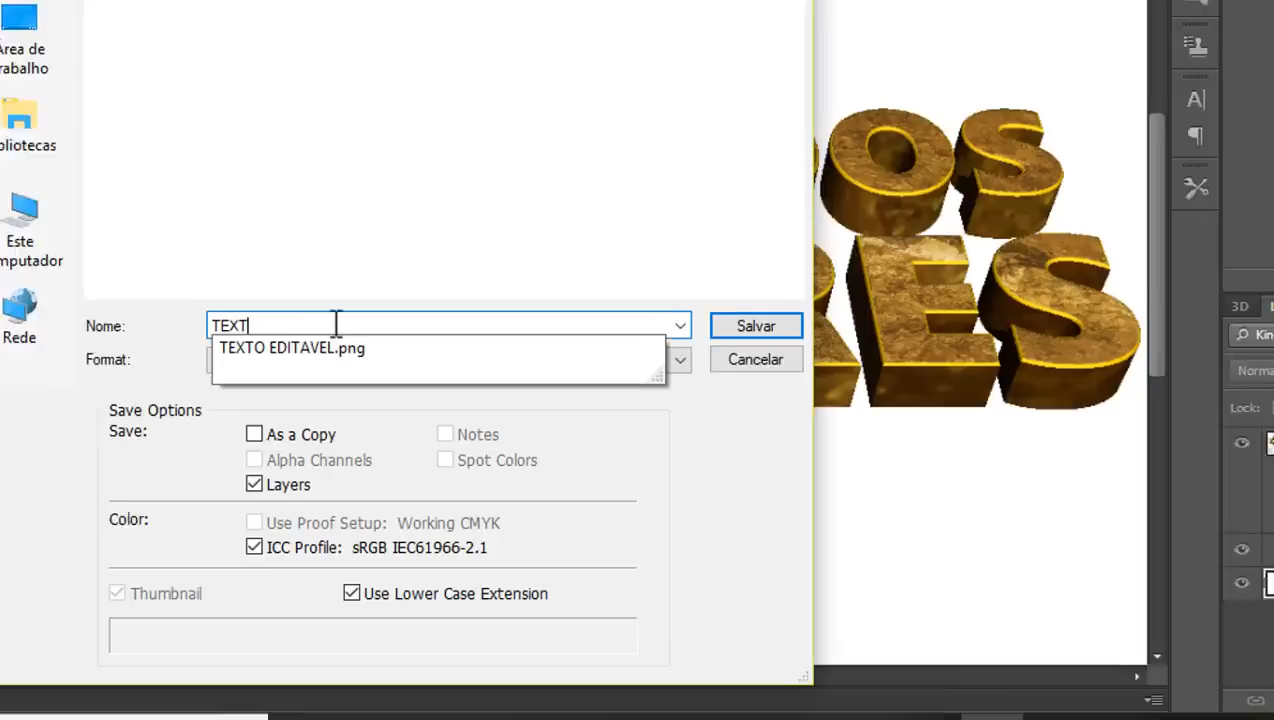 Área de
rabalho
bliotecas
Este
mputador
Rede
Nome:
TEXT
Salvar
TEXTO EDITAVEL.png
Format:
Cancelar
Save Options
Save:
As a Copy
Notes
Alpha Channels
Spot Colors
Layers
Color:
Use Proof Setup: Working CMYK
ICC Profile: sRGB IEC61966-2.1
Thumbnail
Use Lower Case Extension
OS
ES
3D
Kin
Norma
Lock: